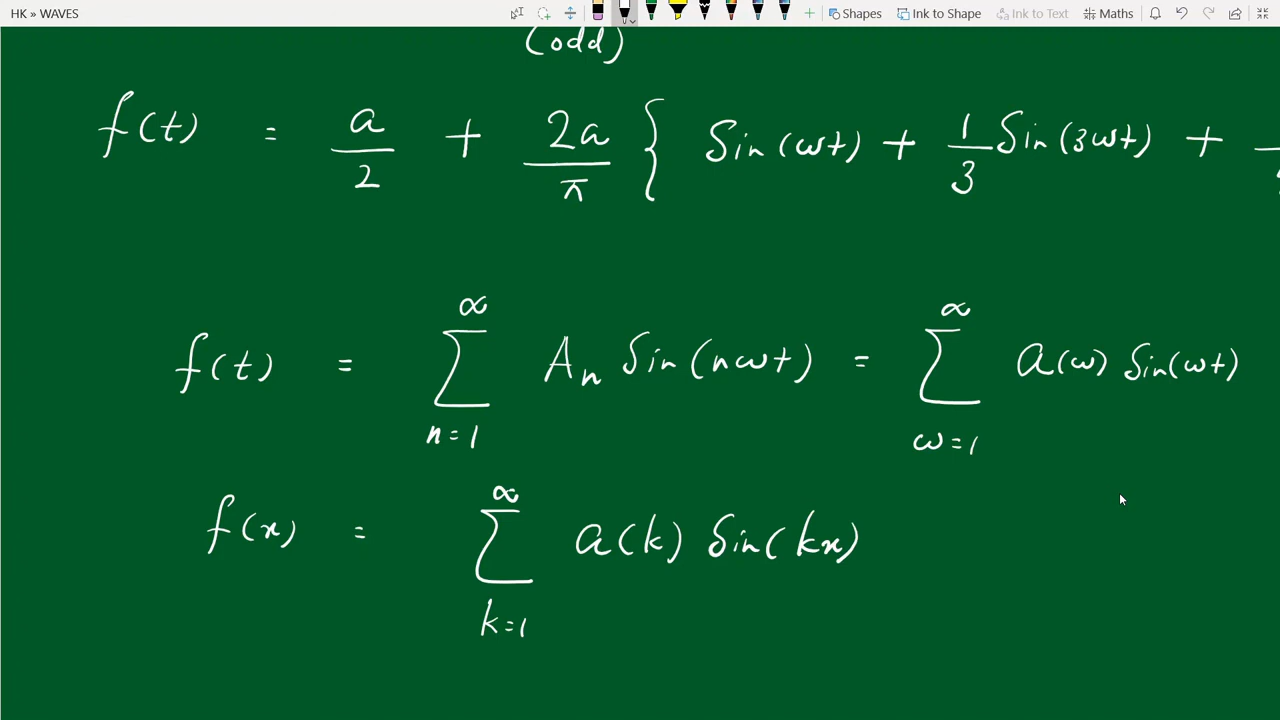 HK » WAVES Shapes Ink to Shape Ink to Text Maths
(odd)
f(t) = a/2 + 2a/π { Sin(ωt) + 1/3 Sin(3ωt) +
f(t) = ∑_{n=1}^{∞} A_n Sin(nωt) = ∑_{ω=1}^{∞} a(ω) Sin(ωt)
f(x) = ∑_{k=1}^{∞} a(k) Sin(kx)